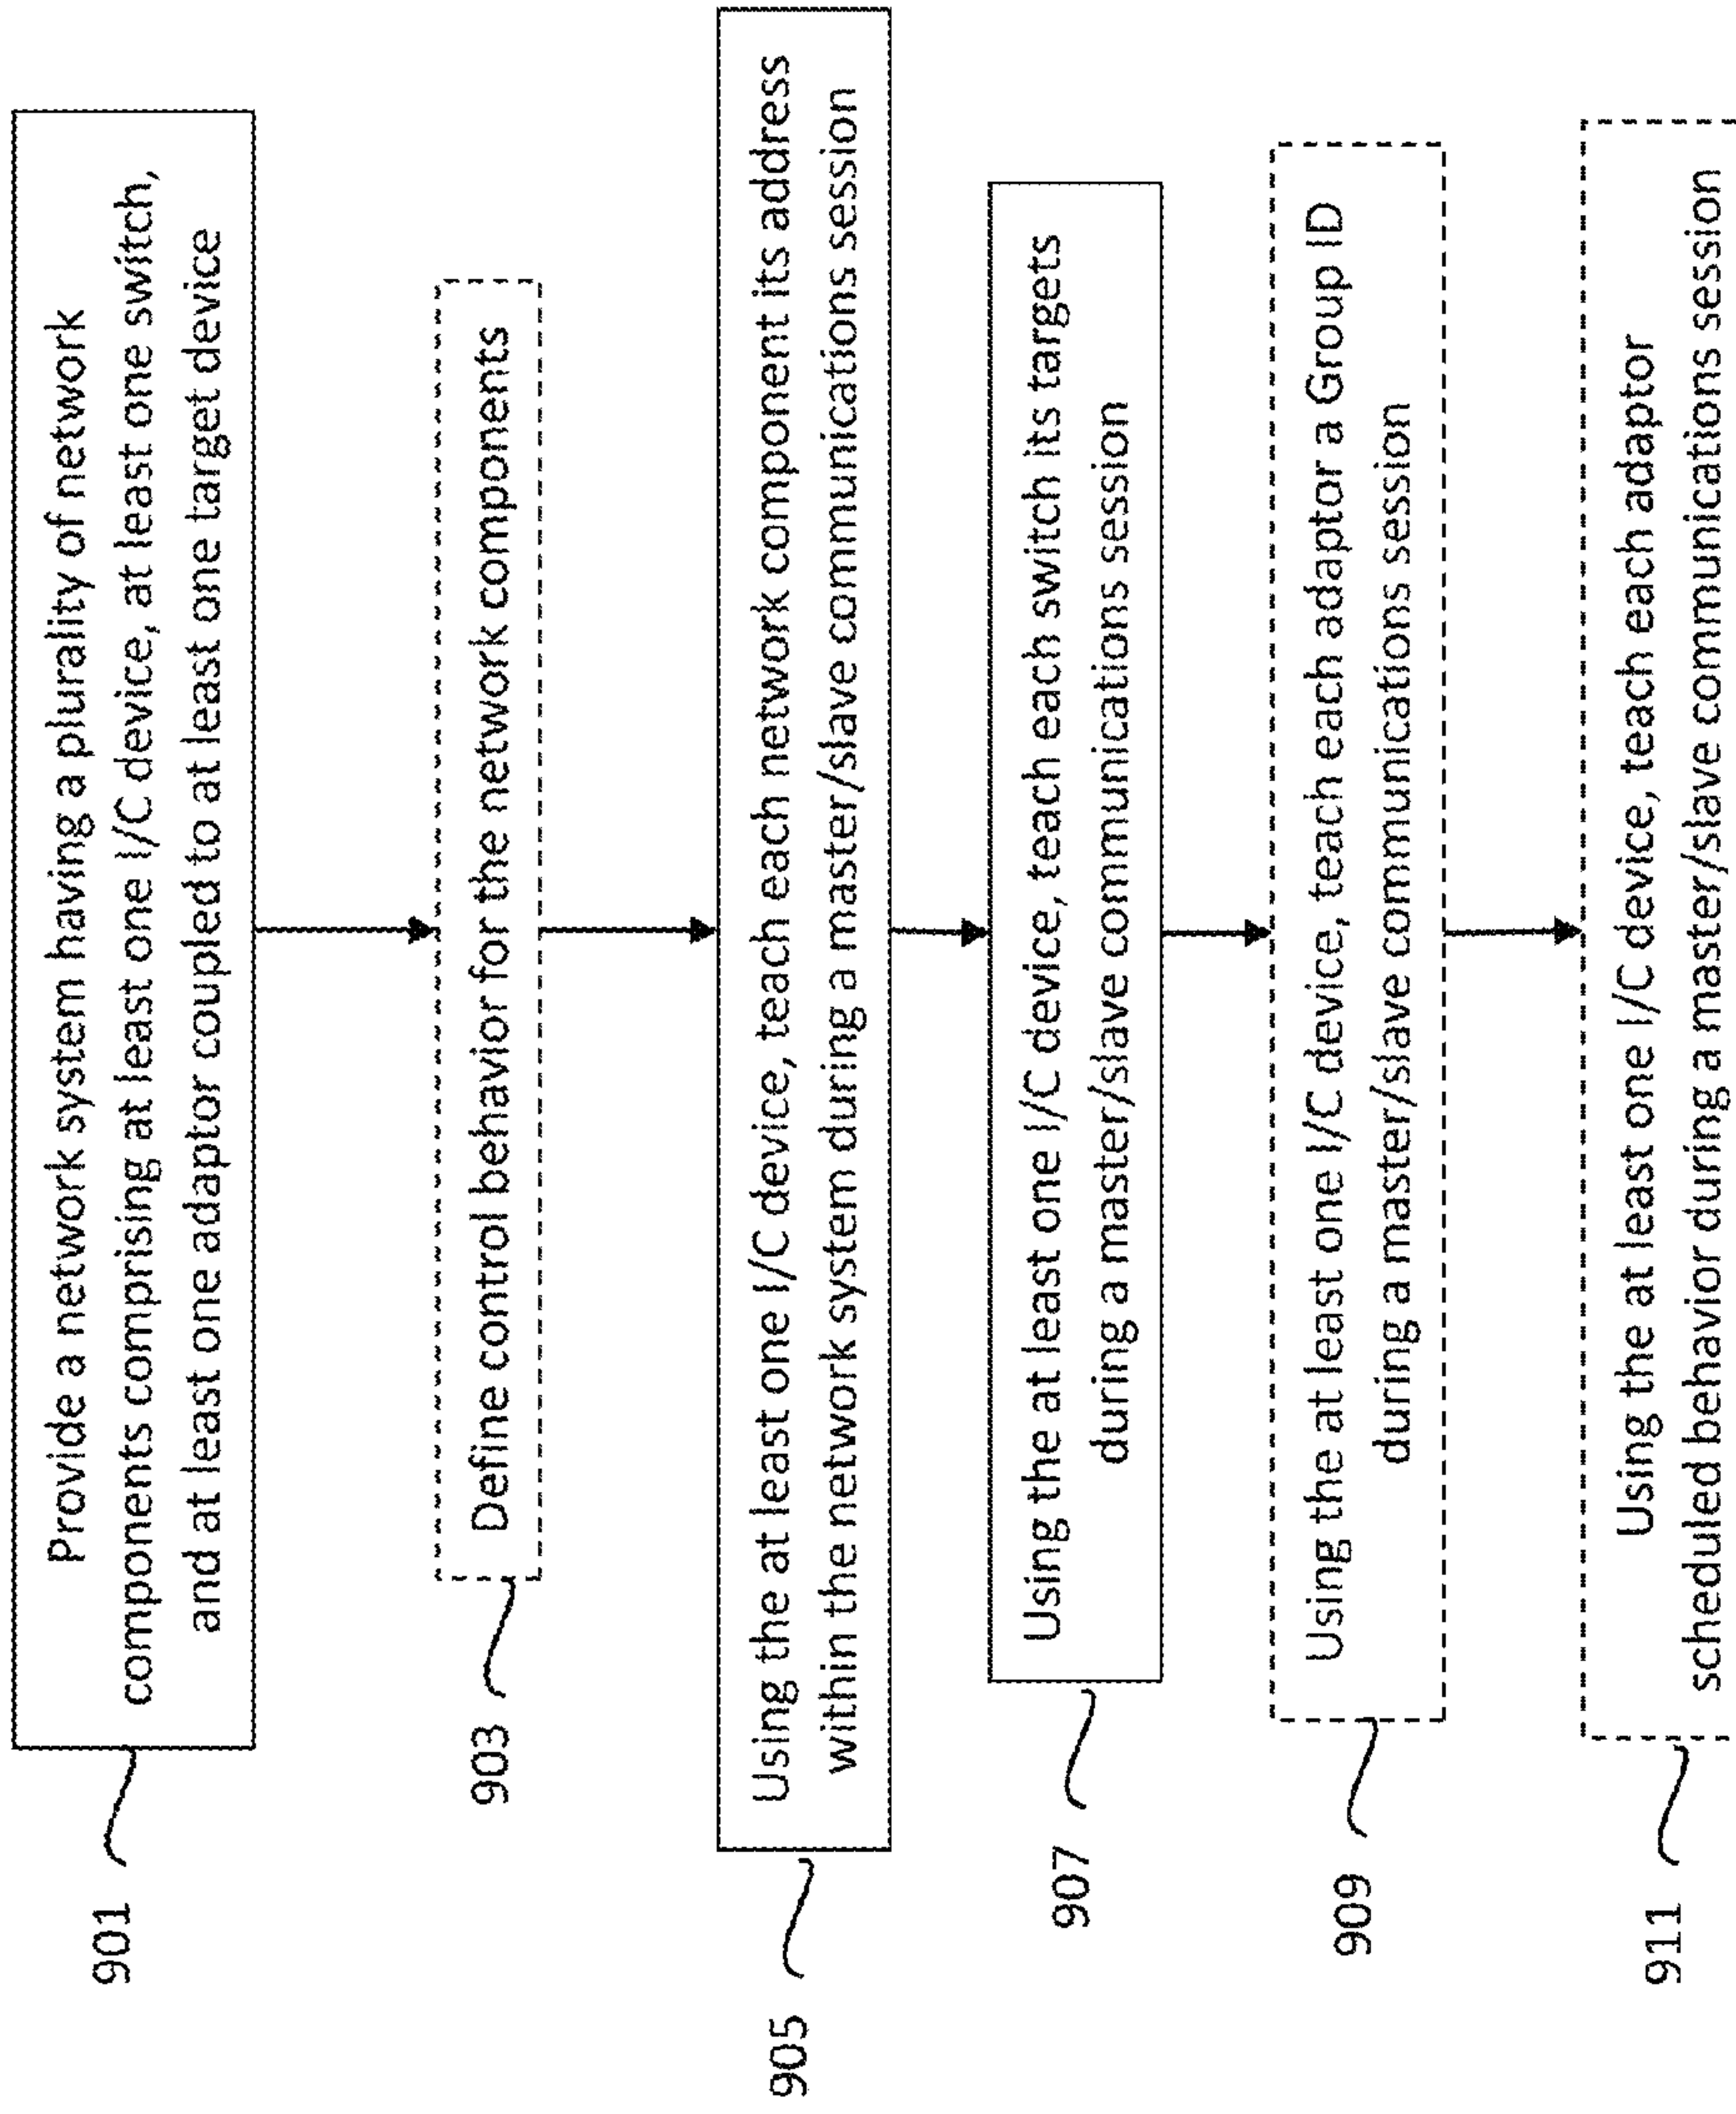 901
Provide a network system having a plurality of network
components comprising at least one I/C device, at least one switch,
and at least one adaptor coupled to at least one target device
903
Define control behavior for the network components
905
Using the at least one I/C device, teach each network component its address
within the network system during a master/slave communications session
907
Using the at least one I/C device, teach each switch its targets
during a master/slave communications session
909
Using the at least one I/C device, teach each adaptor a Group ID
during a master/slave communications session
911
Using the at least one I/C device, teach each adaptor
scheduled behavior during a master/slave communications session